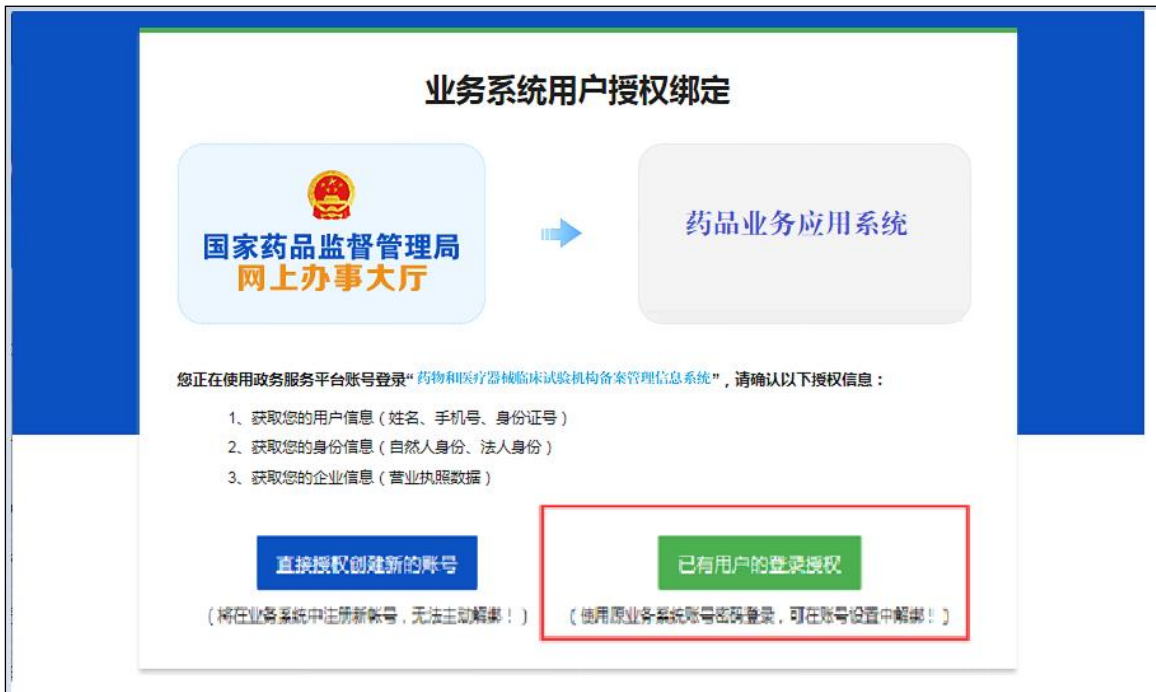 业务系统用户授权绑定
国家药品监督管理局
网上办事大厅
药品业务应用系统
您正在使用政务服务平台账号登录“药物和医疗器械临床试验机构备案管理信息系统”，请确认以下授权信息：
1、获取您的用户信息（姓名、手机号、身份证号）
2、获取您的身份信息（自然人身份、法人身份）
3、获取您的企业信息（营业执照数据）
直接授权创建新的账号
已有用户的登录授权
（将在业务系统中注册新帐号，无法主动解绑！）
（使用原业务系统账号密码登录，可在账号设置中解绑！）